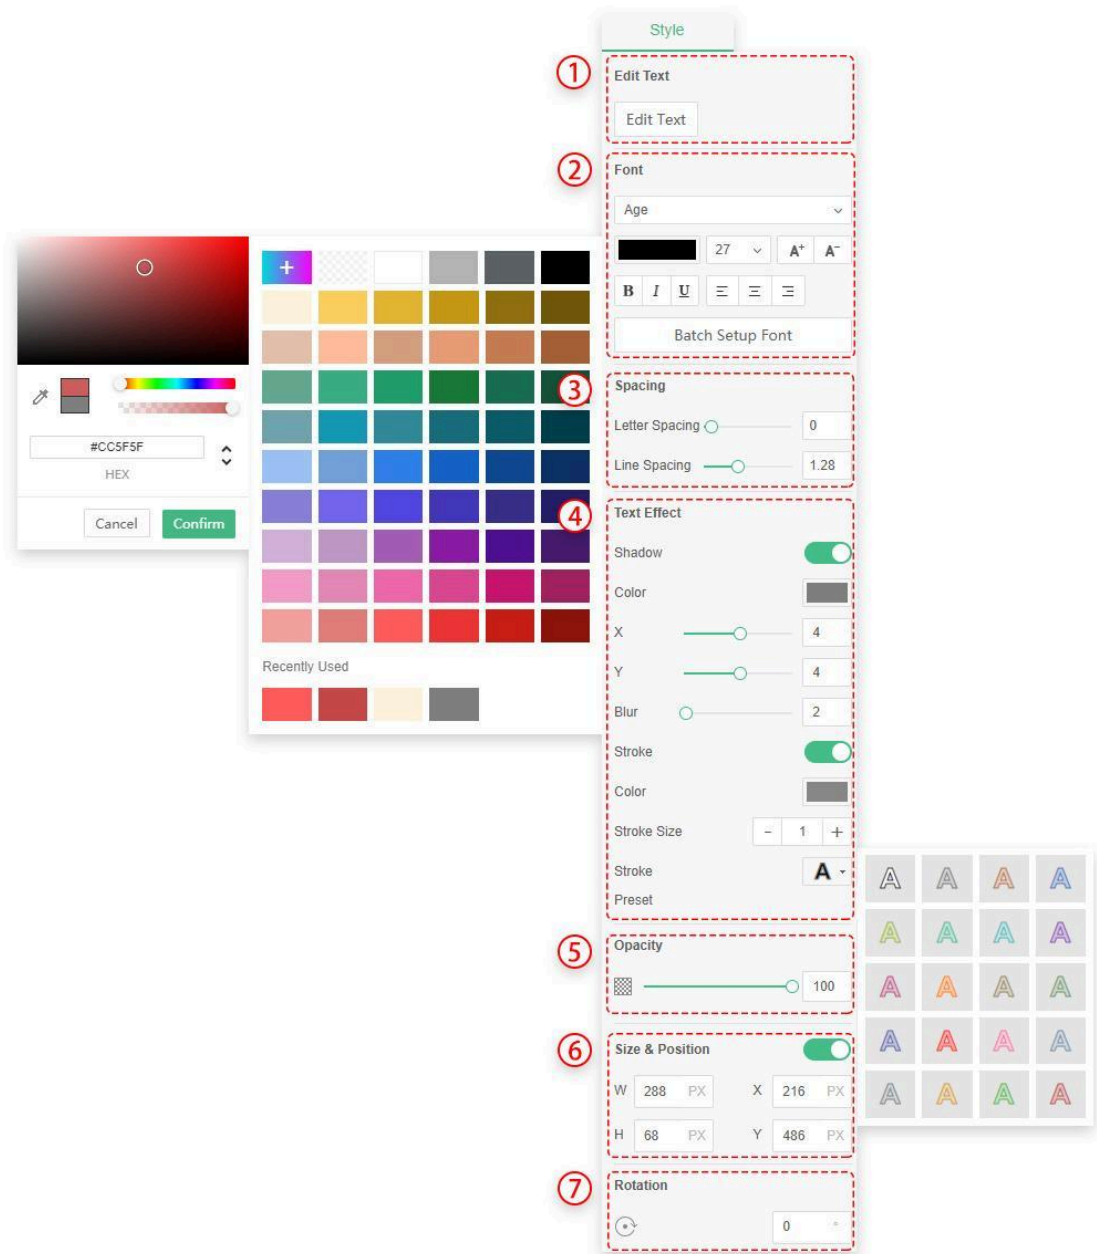 Style
① Edit Text
Edit Text
② Font
Age
27 A⁺ A⁻
B I U
Batch Setup Font
③ Spacing
Letter Spacing 0
Line Spacing 1.28
④ Text Effect
Shadow
Color
X 4
Y 4
Blur 2
Stroke
Color
Stroke Size - 1 +
Stroke A
Preset
⑤ Opacity
100
⑥ Size & Position
W 288 PX X 216 PX
H 68 PX Y 486 PX
⑦ Rotation
0 °
+
Recently Used
#CC5F5F
HEX
Cancel Confirm
A A A A
A A A A
A A A A
A A A A
A A A A